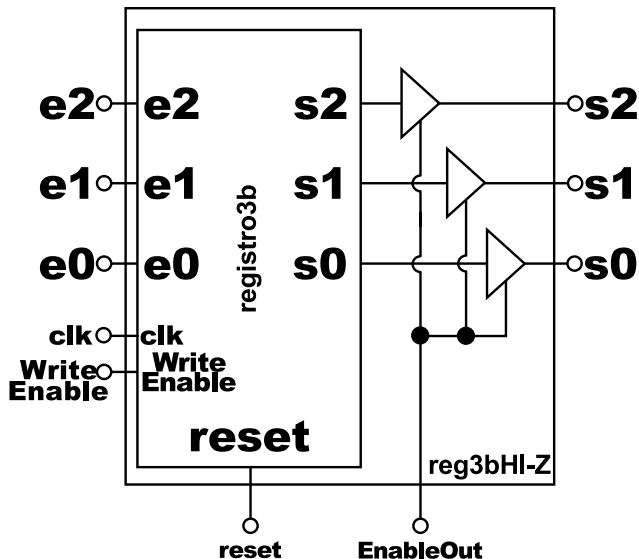 e2 e2 s2 s2
e1 e1 s1 s1
e0 e0 s0 s0
registro3b
clk clk
Write
Enable
Write
Enable
reset
reg3bHI-Z
reset
EnableOut